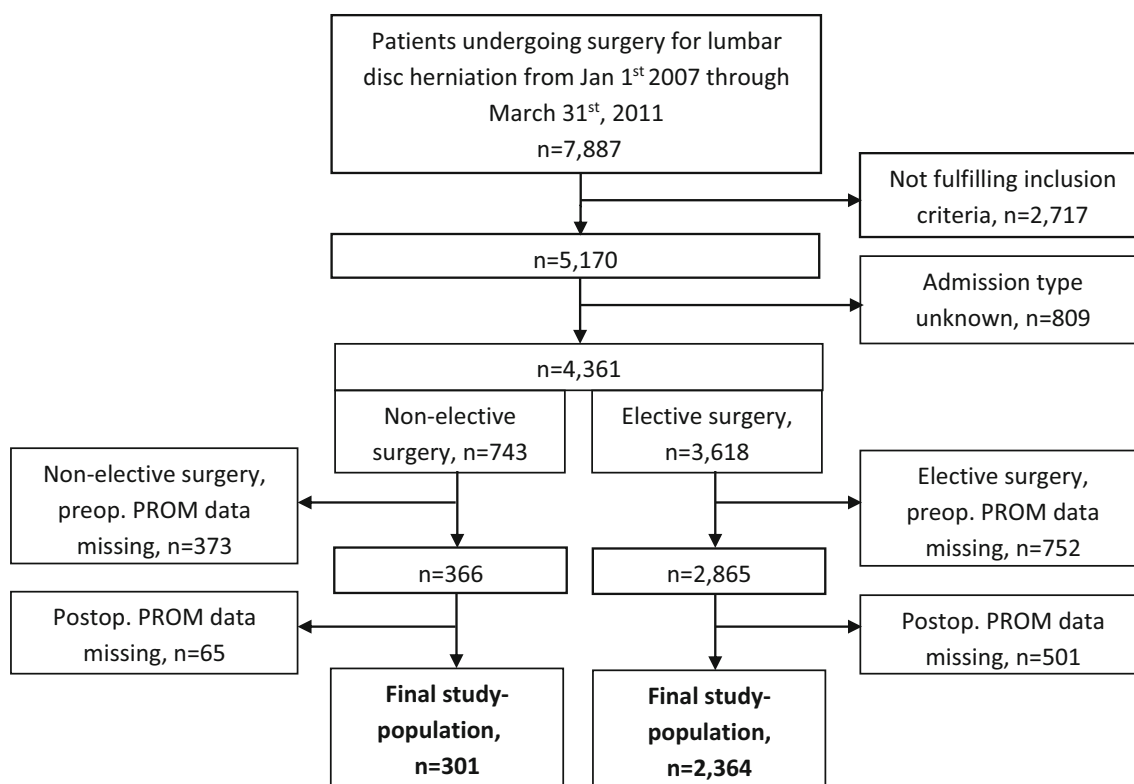 Patients undergoing surgery for lumbar
disc herniation from Jan 1st 2007 through
March 31st, 2011
n=7,887
Not fulfilling inclusion
criteria, n=2,717
n=5,170
Admission type
unknown, n=809
n=4,361
Non-elective
surgery, n=743
Elective surgery,
n=3,618
Non-elective surgery,
preop. PROM data
missing, n=373
Elective surgery,
preop. PROM data
missing, n=752
n=366
n=2,865
Postop. PROM data
missing, n=65
Postop. PROM data
missing, n=501
Final study-
population,
n=301
Final study-
population,
n=2,364